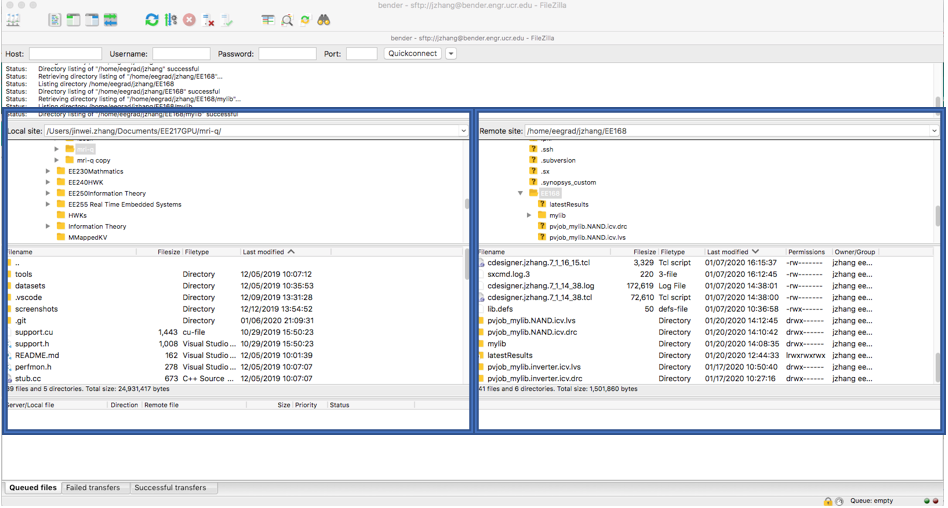 bender - sftp://jzhang@bender.engr.ucr.edu - FileZilla
bender - sftp://jzhang@bender.engr.ucr.edu - FileZilla
Host: Username: Password: Port: Quickconnect
Status: Directory listing of "/home/eegrad/jzhang" successful
Status: Retrieving directory listing of "/home/eegrad/jzhang/EE168"...
Status: Listing directory /home/eegrad/jzhang/EE168
Status: Directory listing of "/home/eegrad/jzhang/EE168" successful
Status: Retrieving directory listing of "/home/eegrad/jzhang/EE168/mylib"...
Status: Listing directory /home/eegrad/jzhang/EE168/mylib
Status: Directory listing of "/home/eegrad/jzhang/EE168/mylib" successful
Local site: /Users/jinwei.zhang/Documents/EE217GPU/mri-q/
mri-q
mri-q copy
EE230Mathmatics
EE240HWK
EE250Information Theory
EE255 Real Time Embedded Systems
HWKs
Information Theory
MMappedKV
Filename Filesize Filetype Last modified
..
tools Directory 12/05/2019 10:07:12
datasets Directory 12/05/2019 10:35:53
.vscode Directory 12/09/2019 13:31:28
screenshots Directory 12/12/2019 13:54:52
.git Directory 01/06/2020 21:09:31
support.cu 1,443 cu-file 10/29/2019 15:50:23
support.h 1,008 Visual Studio ... 10/29/2019 15:50:23
README.md 162 Visual Studio ... 12/05/2019 10:01:39
perfmon.h 278 Visual Studio ... 12/05/2019 10:07:07
stub.cc 673 C++ Source ... 12/05/2019 10:07:07
39 files and 5 directories. Total size: 24,931,417 bytes
Server/Local file Direction Remote file Size Priority Status
Remote site: /home/eegrad/jzhang/EE168
.ssh
.subversion
.sx
.synopsys_custom
EE168
latestResults
mylib
pvjob_mylib.NAND.icv.drc
pvjob_mylib.NAND.icv.lvs
Filename Filesize Filetype Last modified Permissions Owner/Group
cdesigner.jzhang.7_1_16_15.tcl 3,329 Tcl script 01/07/2020 16:15:37 -rw------- jzhang ee...
sxcmd.log.3 220 3-file 01/07/2020 16:12:45 -rw------- jzhang ee...
cdesigner.jzhang.7_1_14_38.log 172,619 Log File 01/07/2020 14:38:01 -rw------- jzhang ee...
cdesigner.jzhang.7_1_14_38.tcl 72,610 Tcl script 01/07/2020 14:38:00 -rw------- jzhang ee...
lib.defs 50 defs-file 01/07/2020 10:36:58 -rw------- jzhang ee...
pvjob_mylib.NAND.icv.lvs Directory 01/20/2020 14:12:45 drwx------ jzhang ee...
pvjob_mylib.NAND.icv.drc Directory 01/20/2020 14:10:42 drwx------ jzhang ee...
mylib Directory 01/20/2020 14:08:35 drwx------ jzhang ee...
latestResults Directory 01/20/2020 12:44:33 lrwxrwxrwx jzhang ee...
pvjob_mylib.inverter.icv.lvs Directory 01/17/2020 10:50:40 drwx------ jzhang ee...
pvjob_mylib.inverter.icv.drc Directory 01/17/2020 10:27:16 drwx------ jzhang ee...
41 files and 6 directories. Total size: 1,501,860 bytes
Queued files Failed transfers Successful transfers
Queue: empty